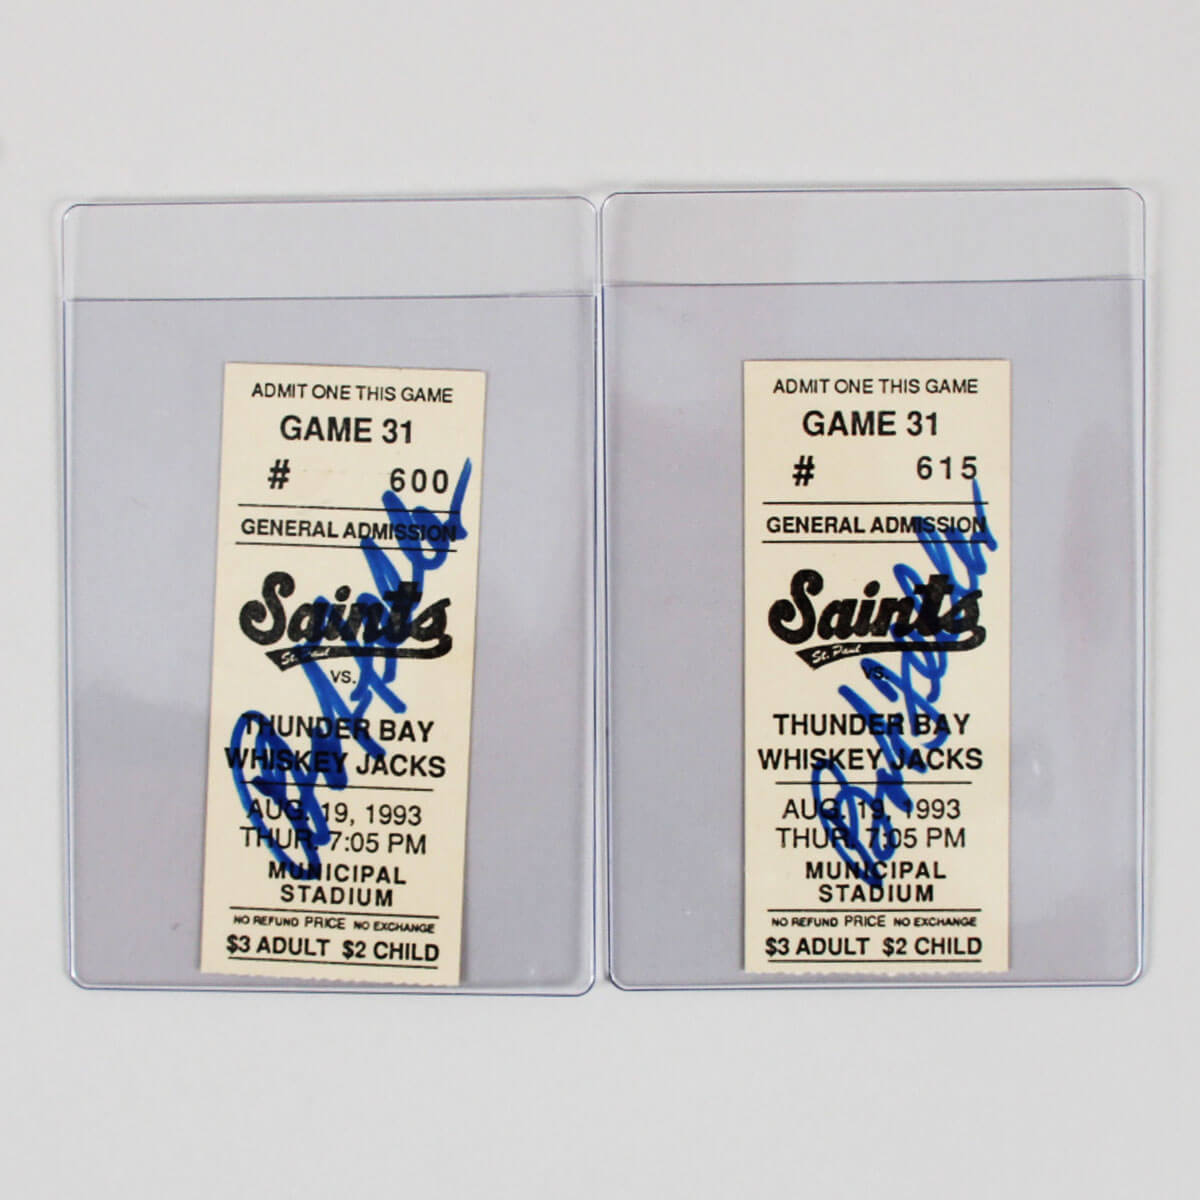 ADMIT ONE THIS GAME
GAME 31
# 600
GENERAL ADMISSION
Saints
St. Paul
VS.
THUNDER BAY
WHISKEY JACKS
AUG. 19, 1993
THUR. 7:05 PM
MUNICIPAL
STADIUM
NO REFUND PRICE NO EXCHANGE
$3 ADULT $2 CHILD
ADMIT ONE THIS GAME
GAME 31
# 615
GENERAL ADMISSION
Saints
St. Paul
VS.
THUNDER BAY
WHISKEY JACKS
AUG. 19, 1993
THUR. 7:05 PM
MUNICIPAL
STADIUM
NO REFUND PRICE NO EXCHANGE
$3 ADULT $2 CHILD